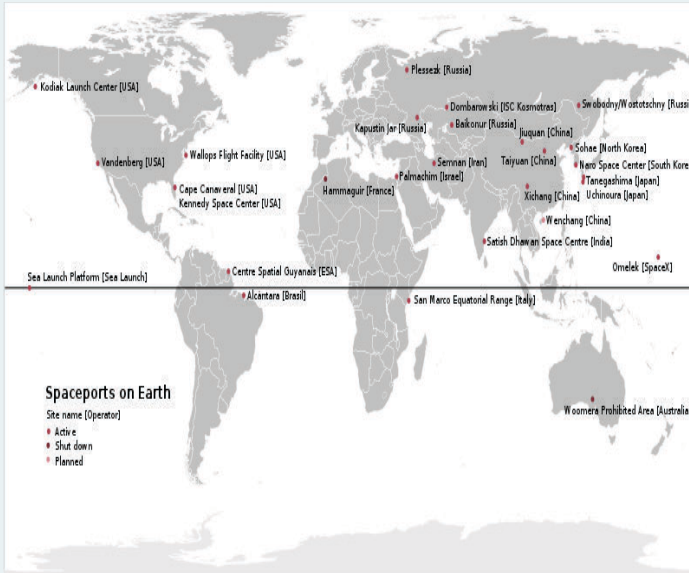 Plessezk [Russia]
Kodiak Launch Center [USA]
Dombarowski [ISC Kosmotras]
Swobodny/Wostotschny [Russi
Kapustin Jar [Russia]
Baikonur [Russia]
Jiuquan [China]
Sohae [North Korea]
Wallops Flight Facility [USA]
Vandenberg [USA]
Semnan [Iran]
Taiyuan [China]
Naro Space Center [South Kore
Palmachim [Israel]
Tanegashima [Japan]
Cape Canaveral [USA]
Kennedy Space Center [USA]
Hammaguir [France]
Xichang [China]
Uchinoura [Japan]
Wenchang [China]
Satish Dhawan Space Centre [India]
Omelek [SpaceX]
Sea Launch Platform [Sea Launch]
Centre Spatial Guyanais [ESA]
Alcántara [Brasil]
San Marco Equatorial Range [Italy]
Spaceports on Earth
Site name [Operator]
Active
Shut down
Planned
Woomera Prohibited Area [Australia